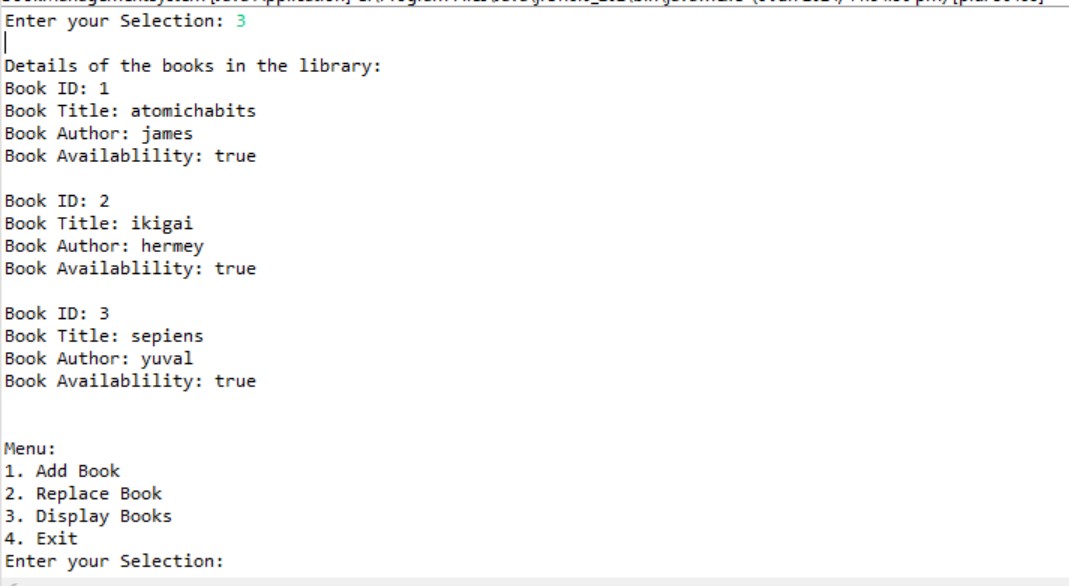 Enter your Selection: 3
Details of the books in the library:
Book ID: 1
Book Title: atomichabits
Book Author: james
Book Availablility: true
Book ID: 2
Book Title: ikigai
Book Author: hermey
Book Availablility: true
Book ID: 3
Book Title: sepiens
Book Author: yuval
Book Availablility: true
Menu:
1. Add Book
2. Replace Book
3. Display Books
4. Exit
Enter your Selection: